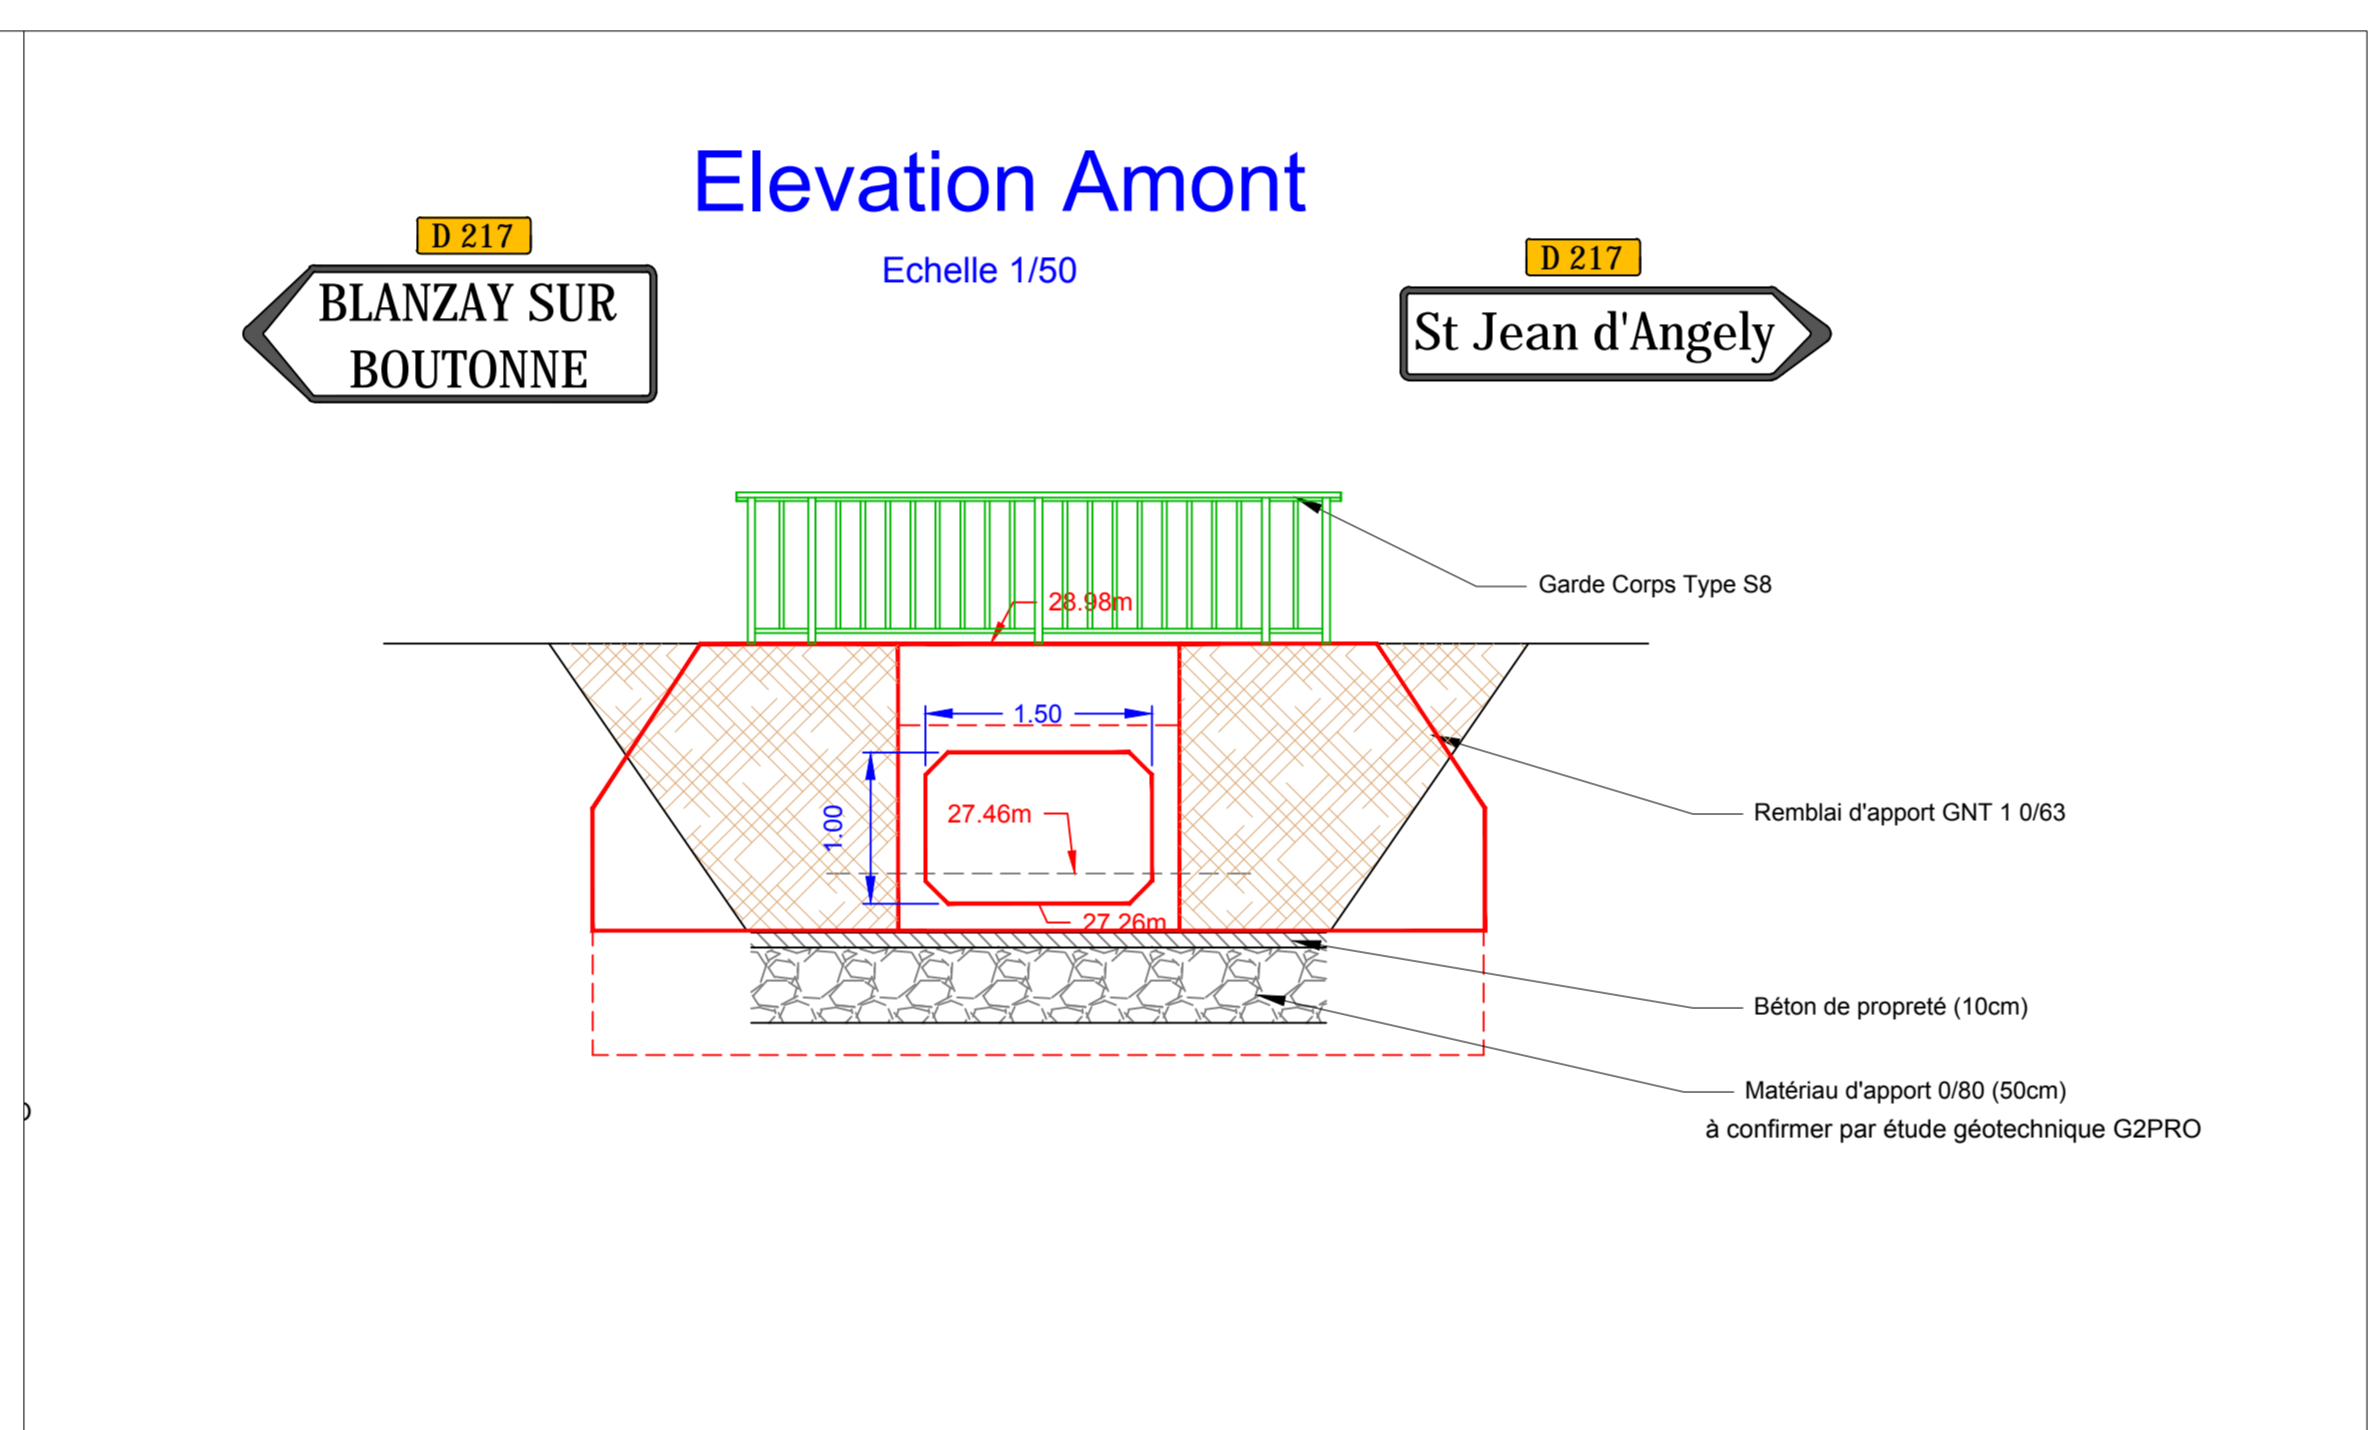 Elevation Amont
Echelle 1/50
D 217
BLANZAY SUR
BOUTONNE
D 217
St Jean d'Angely
Garde Corps Type S8
28.98m
1.50
1.00
27.46m
Remblai d'apport GNT 1 0/63
27.26m
Béton de propreté (10cm)
Matériau d'apport 0/80 (50cm)
à confirmer par étude géotechnique G2PRO